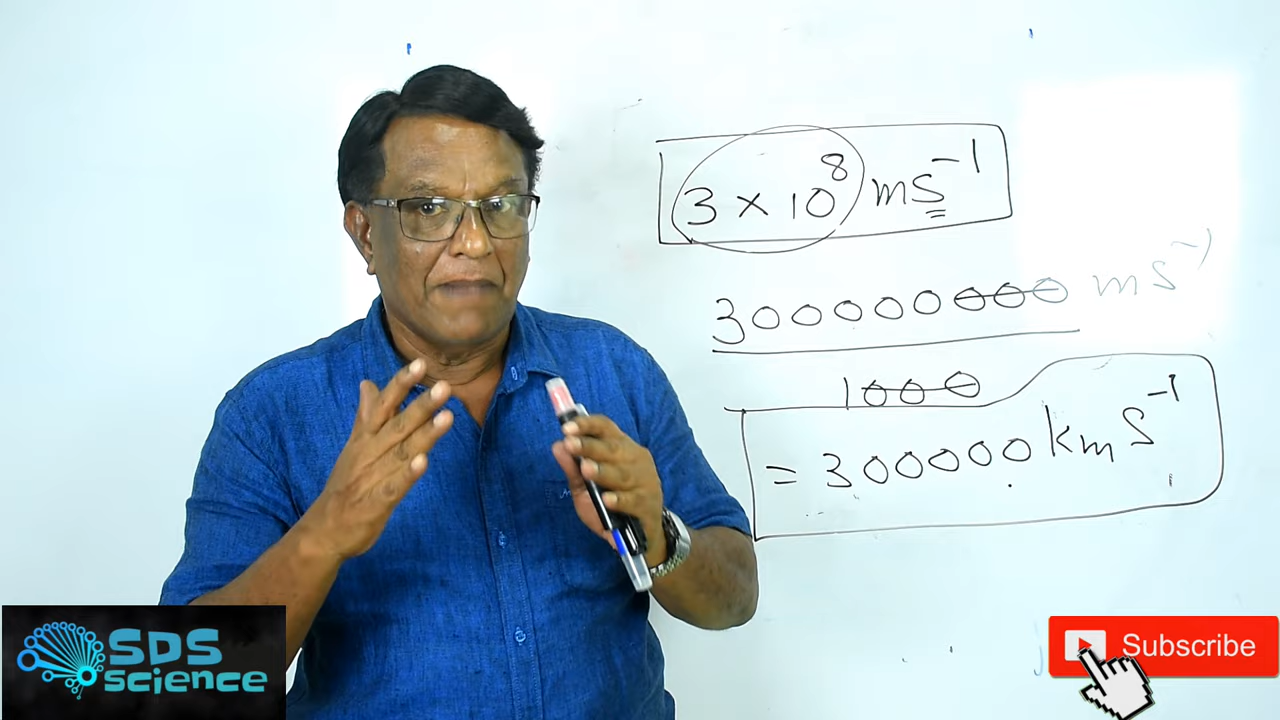 3 × 10⁸ ms⁻¹
300000000 ms⁻¹
1000
= 300000 kmS⁻¹
SDS
science
Subscribe